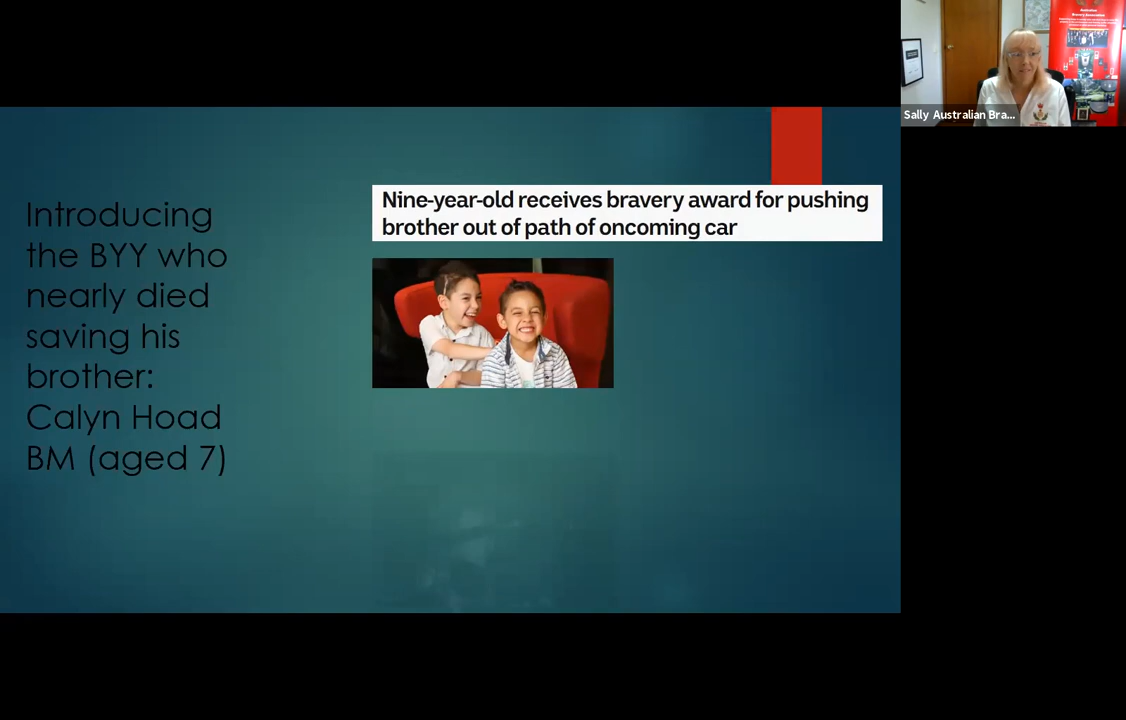 Introducing
the BYY who
nearly died
saving his
brother:
Calyn Hoad
BM (aged 7)
Nine-year-old receives bravery award for pushing
brother out of path of oncoming car
Sally Australian Bra...